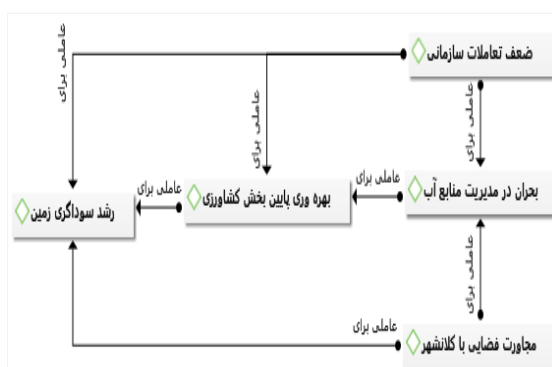 ضعف تعاملات سازمانی
عاملی برای
عاملی برای
عاملی برای
بحران در مدیریت منابع آب
عاملی برای
بهره وری پایین بخش کشاورزی
عاملی برای
رشد سوداگری زمین
عاملی برای
عاملی برای
مجاورت فضایی با کلانشهر